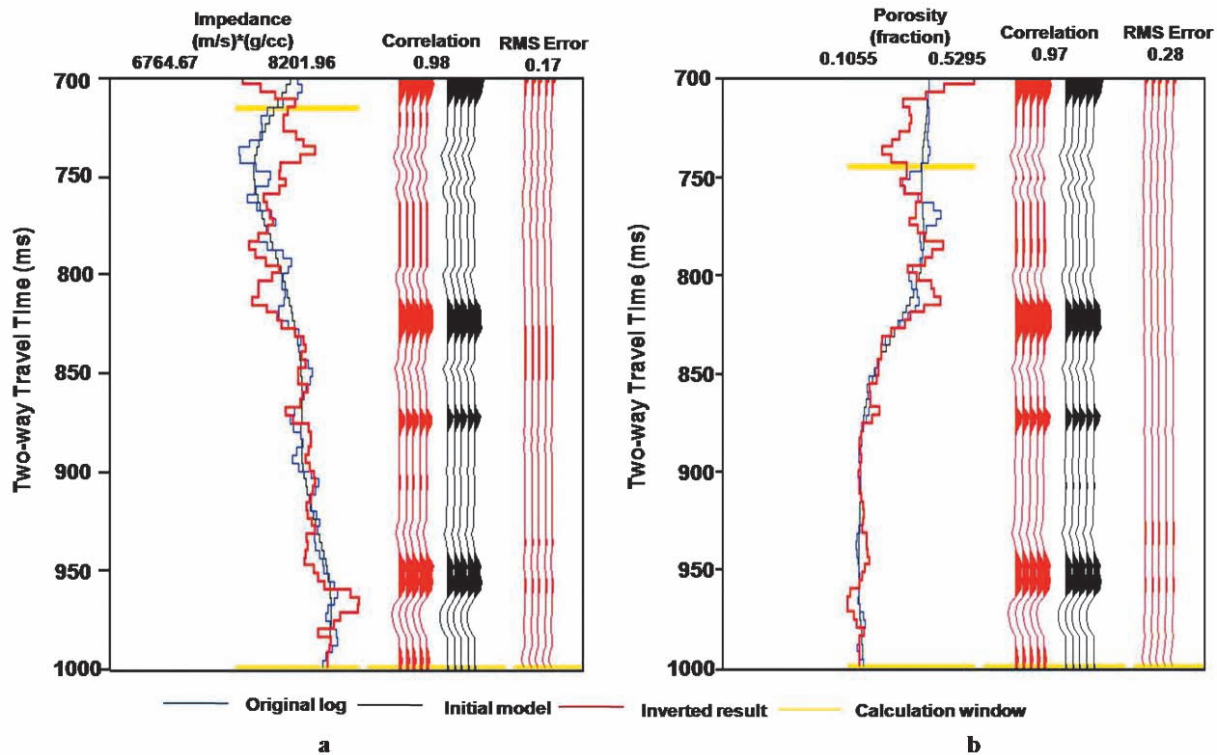 Impedance
(m/s)*(g/cc)
6764.67 8201.96
Correlation
0.98
RMS Error
0.17
700
750
800
850
900
950
1000
Two-way Travel Time (ms)
Porosity
(fraction)
0.1055 0.5295
Correlation
0.97
RMS Error
0.28
700
750
800
850
900
950
1000
Two-way Travel Time (ms)
Original log Initial model Inverted result Calculation window
a b